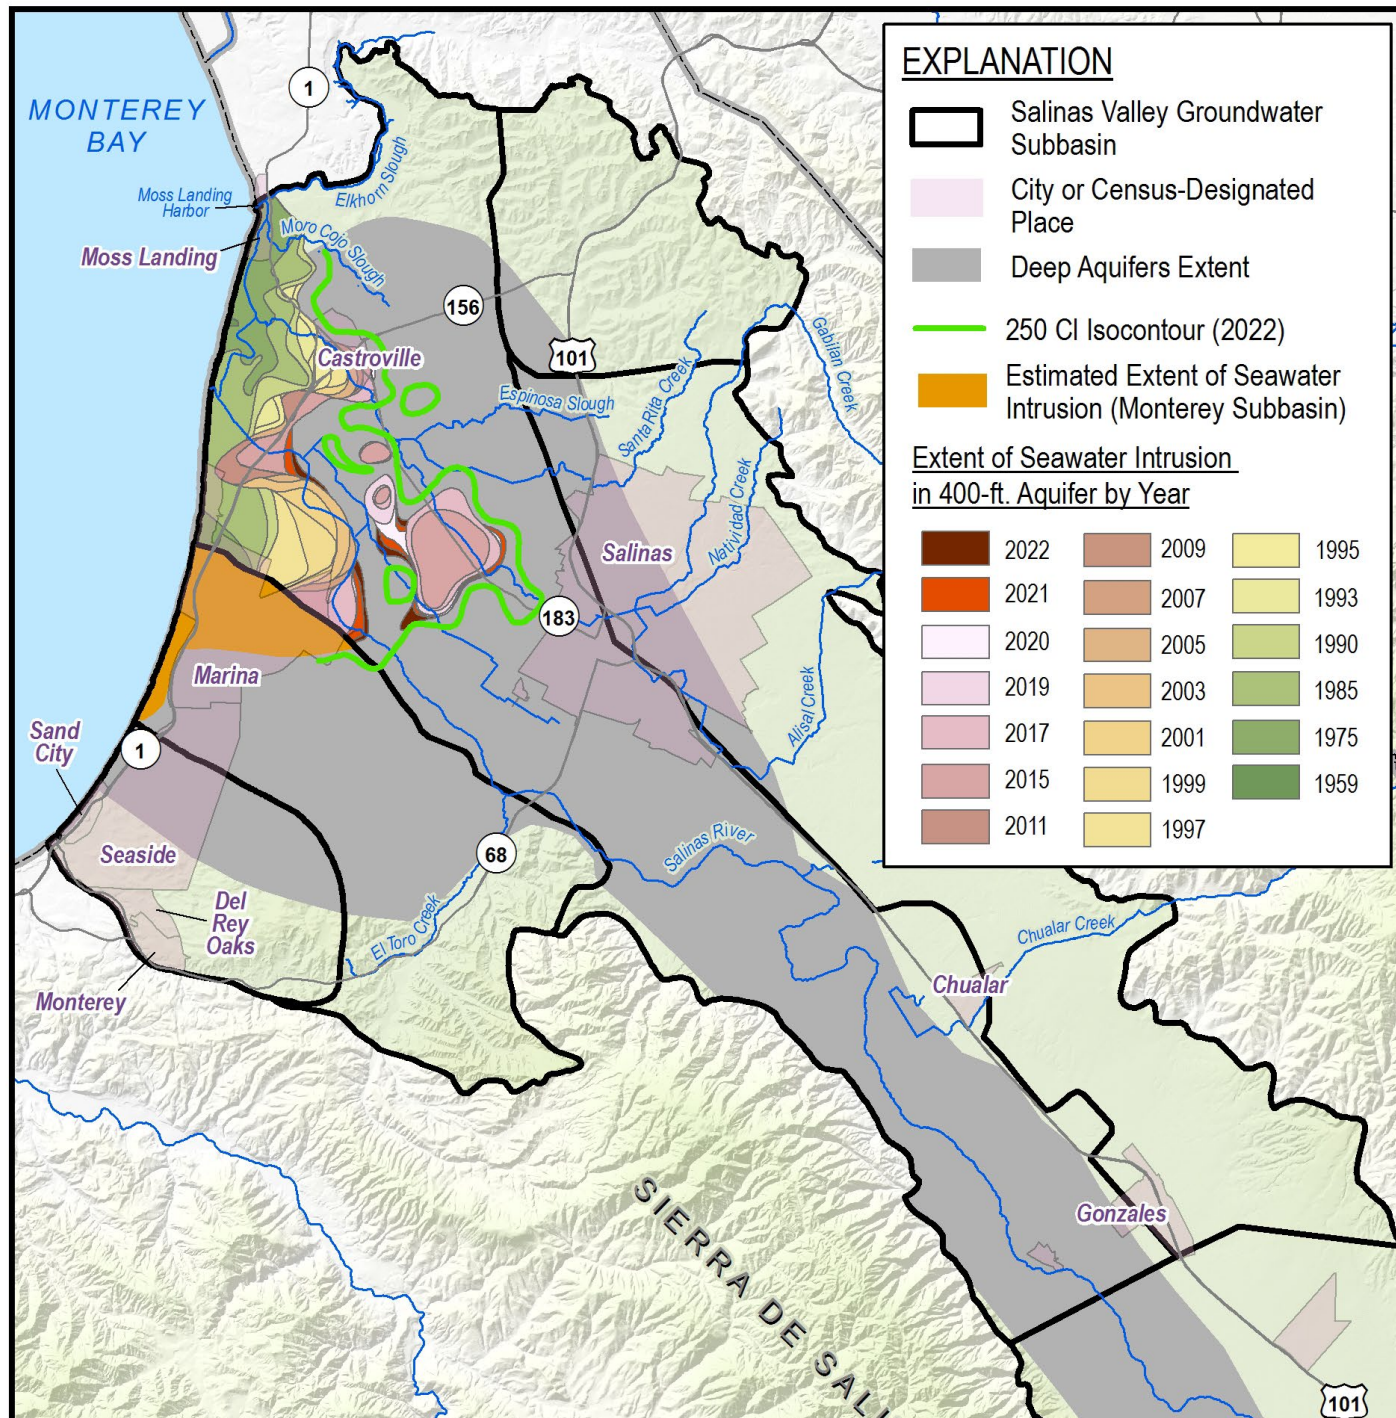 MONTEREY
BAY
1
Moss Landing
Harbor
Elkhorn Slough
Moro Cojo Slough
Moss Landing
156
101
Castroville
Espinosa Slough
Santa Rita Creek
Gabilan Creek
Natividad Creek
Salinas
183
Alisal Creek
Marina
Sand
City
1
Seaside
68
Salinas River
Del
Rey
Oaks
El Toro Creek
Monterey
Chualar Creek
Chualar
Gonzales
SIERRA DE SALI
101
EXPLANATION
Salinas Valley Groundwater
Subbasin
City or Census-Designated
Place
Deep Aquifers Extent
250 Cl Isocontour (2022)
Estimated Extent of Seawater
Intrusion (Monterey Subbasin)
Extent of Seawater Intrusion
in 400-ft. Aquifer by Year
2022
2021
2020
2019
2017
2015
2011
2009
2007
2005
2003
2001
1999
1997
1995
1993
1990
1985
1975
1959